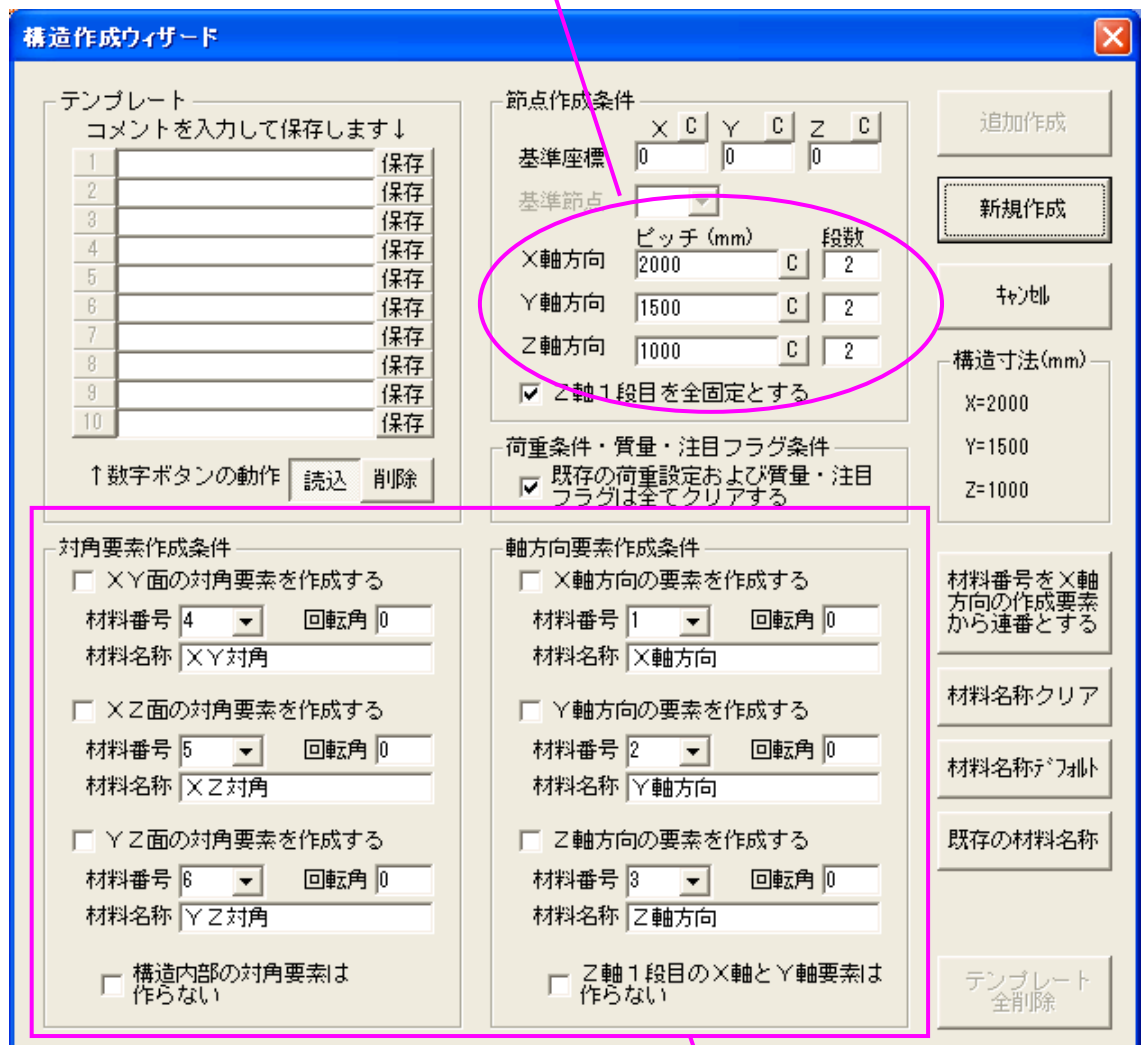 構造作成ウィザード
テンプレート
コメントを入力して保存します↓
1 保存
2 保存
3 保存
4 保存
5 保存
6 保存
7 保存
8 保存
9 保存
10 保存
↑数字ボタンの動作 読込 削除
節点作成条件
X C Y C Z C
基準座標 0 0 0
基準節点
ピッチ (mm) 段数
X軸方向 2000 C 2
Y軸方向 1500 C 2
Z軸方向 1000 C 2
Z軸1段目を全固定とする
荷重条件・質量・注目フラグ条件
既存の荷重設定および質量・注目
フラグは全てクリアする
追加作成
新規作成
ｷｬﾝｾﾙ
構造寸法(mm)
X=2000
Y=1500
Z=1000
対角要素作成条件
XY面の対角要素を作成する
材料番号 4 回転角 0
材料名称 XY対角
XZ面の対角要素を作成する
材料番号 5 回転角 0
材料名称 XZ対角
YZ面の対角要素を作成する
材料番号 6 回転角 0
材料名称 YZ対角
構造内部の対角要素は
作らない
軸方向要素作成条件
X軸方向の要素を作成する
材料番号 1 回転角 0
材料名称 X軸方向
Y軸方向の要素を作成する
材料番号 2 回転角 0
材料名称 Y軸方向
Z軸方向の要素を作成する
材料番号 3 回転角 0
材料名称 Z軸方向
Z軸1段目のX軸とY軸要素は
作らない
材料番号をX軸
方向の作成要素
から連番とする
材料名称クリア
材料名称ﾃﾞﾌｫﾙﾄ
既存の材料名称
テンプレート
全削除